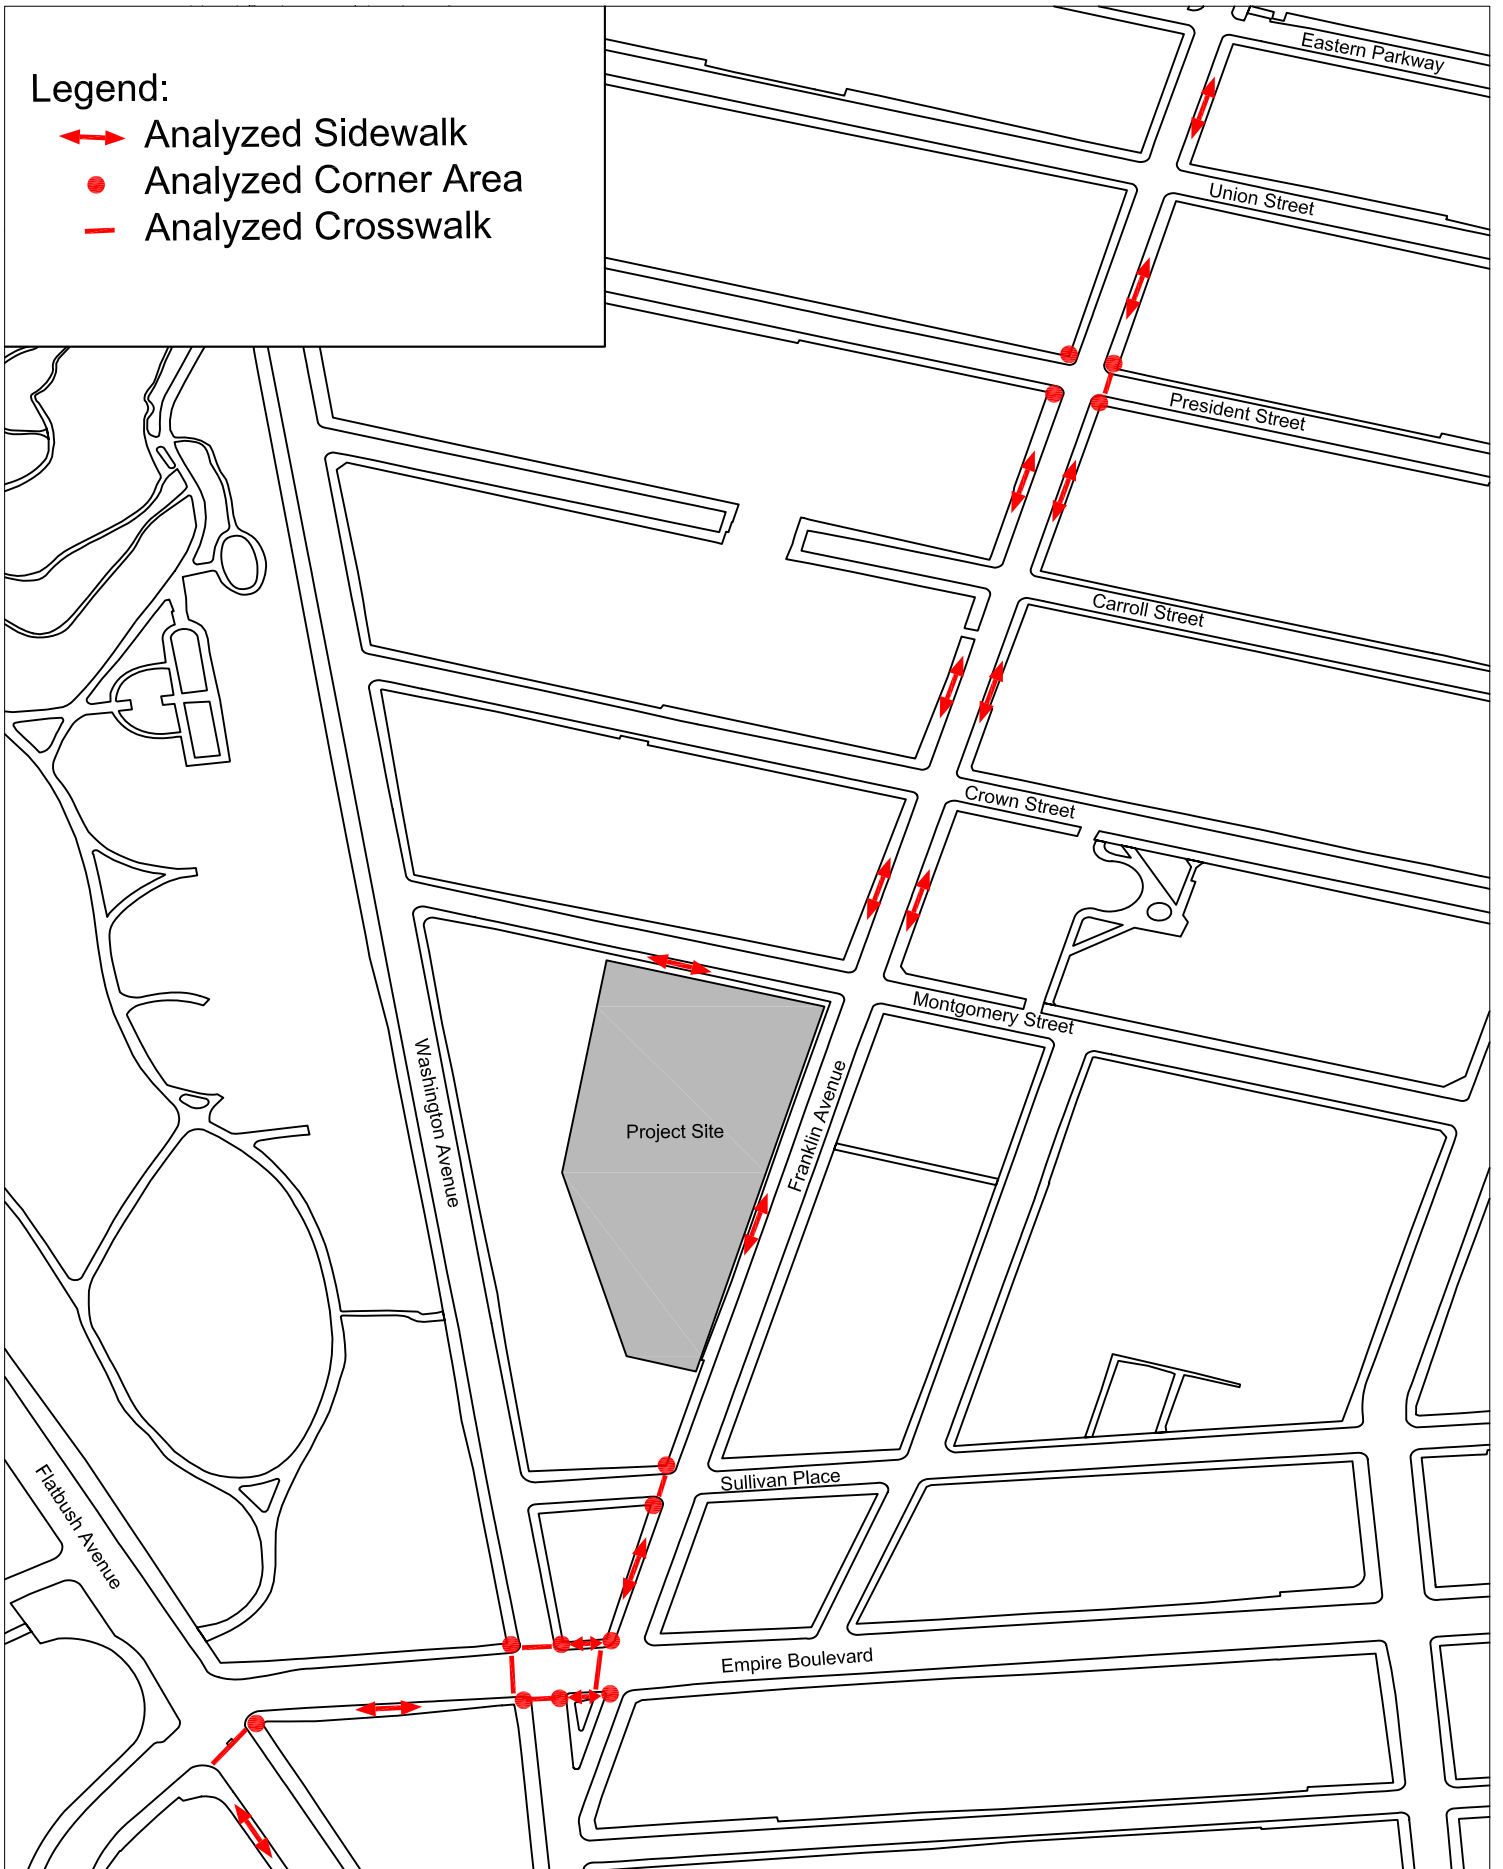 Legend:
Analyzed Sidewalk
Analyzed Corner Area
Analyzed Crosswalk
Eastern Parkway
Union Street
President Street
Carroll Street
Crown Street
Montgomery Street
Washington Avenue
Franklin Avenue
Project Site
Flatbush Avenue
Sullivan Place
Empire Boulevard